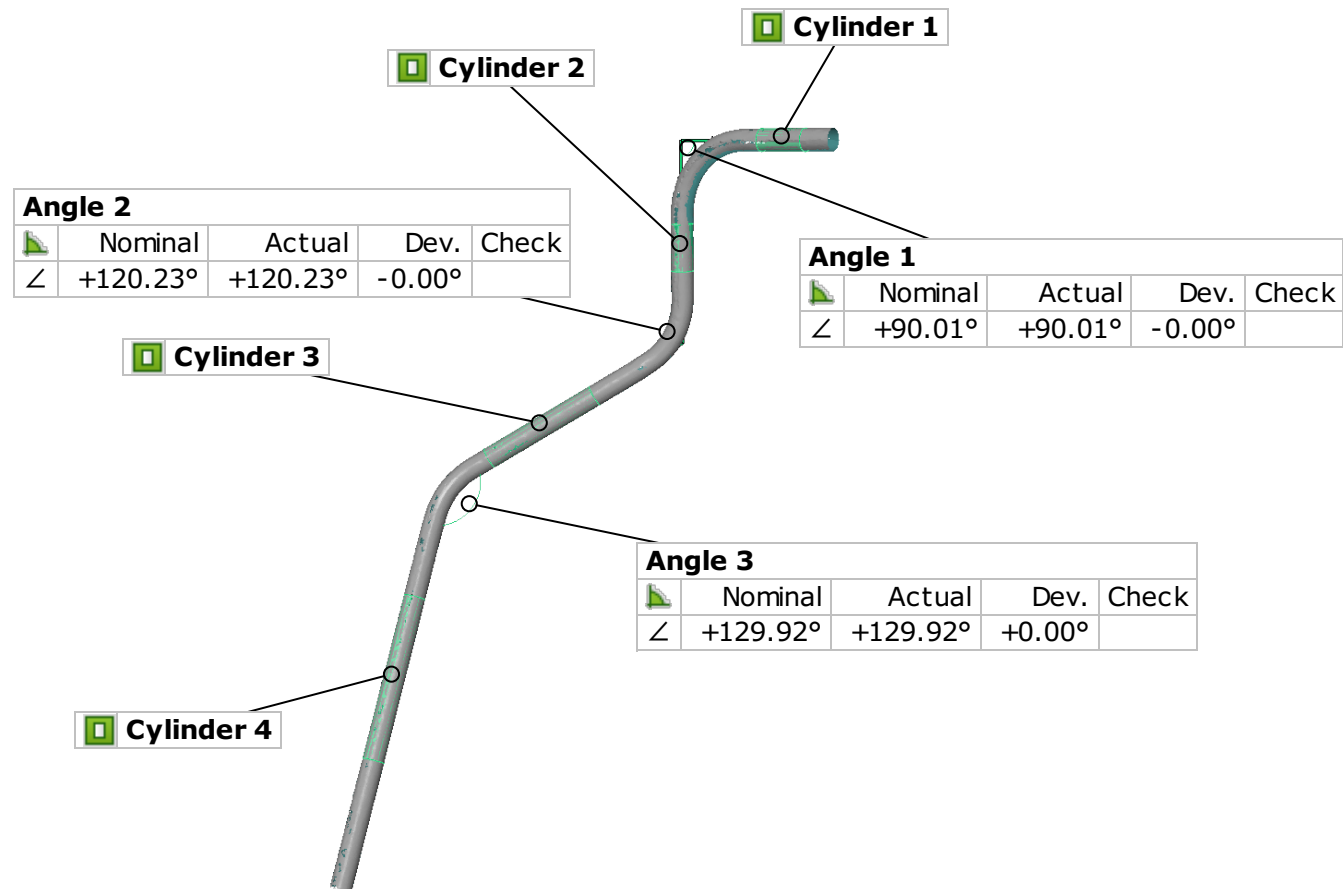 Cylinder 1
Cylinder 2
Angle 2
Nominal Actual Dev. Check
∠ +120.23° +120.23° -0.00°
Angle 1
Nominal Actual Dev. Check
∠ +90.01° +90.01° -0.00°
Cylinder 3
Angle 3
Nominal Actual Dev. Check
∠ +129.92° +129.92° +0.00°
Cylinder 4